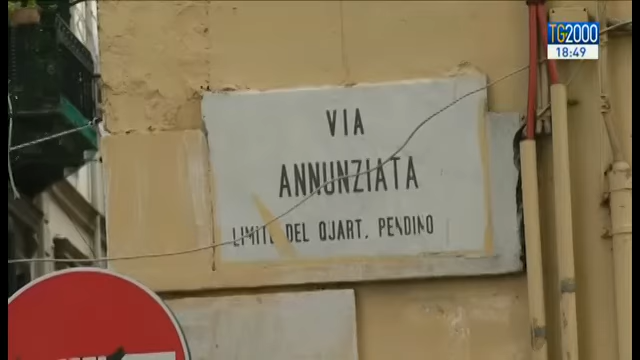 TG2000
18:49
VIA
ANNUNZIATA
LIMITE DEL QUART. PENDINO